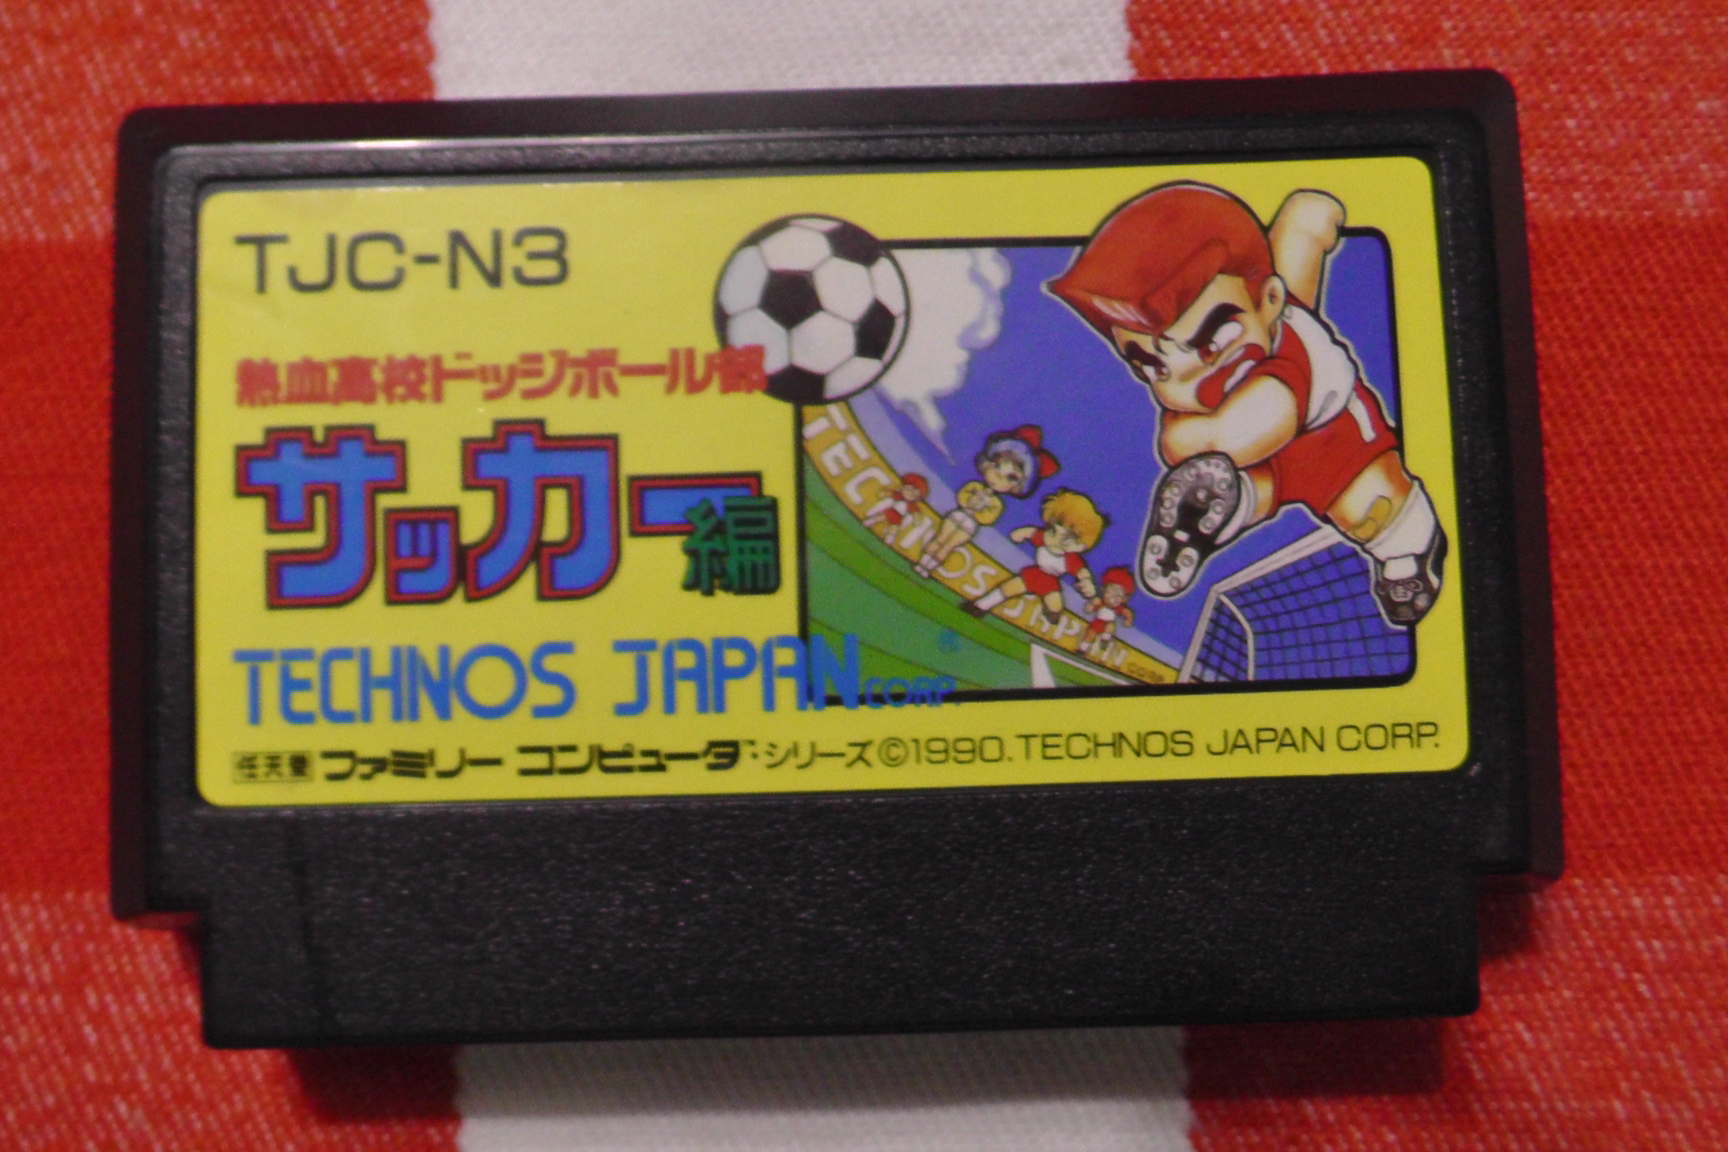 TJC-N3
熱血高校ドッジボール部
サッカー編
TECHNOS JAPAN CORP.
TECHNOS JAPAN CORP.
任天堂 ファミリー コンピュータ シリーズ ©1990. TECHNOS JAPAN CORP.